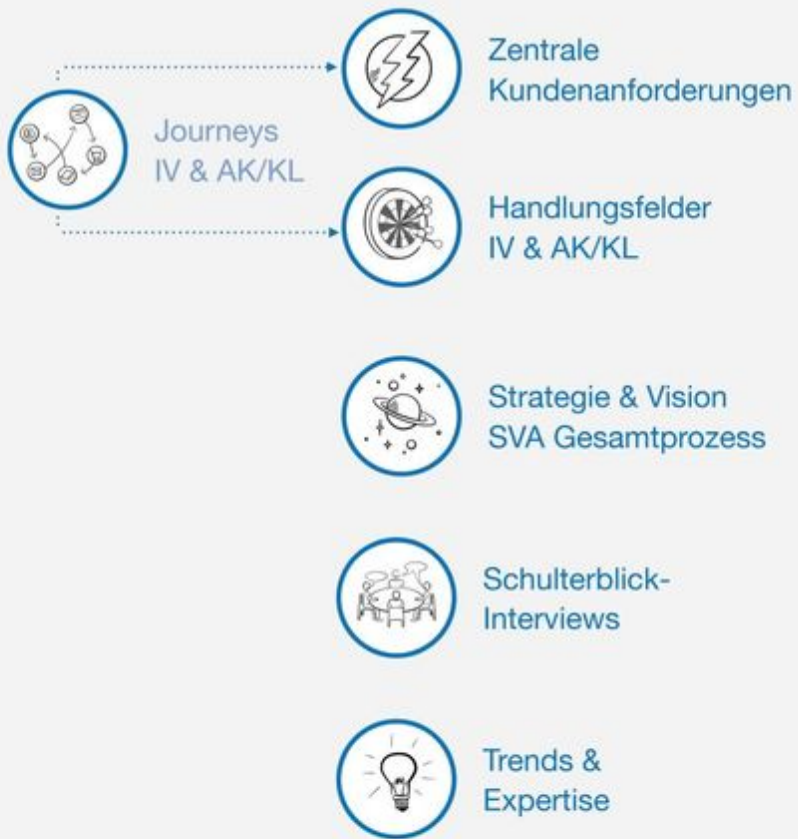 Zentrale
Kundenanforderungen
Journeys
IV & AK/KL
Handlungsfelder
IV & AK/KL
Strategie & Vision
SVA Gesamtprozess
Schulterblick-
Interviews
Trends &
Expertise